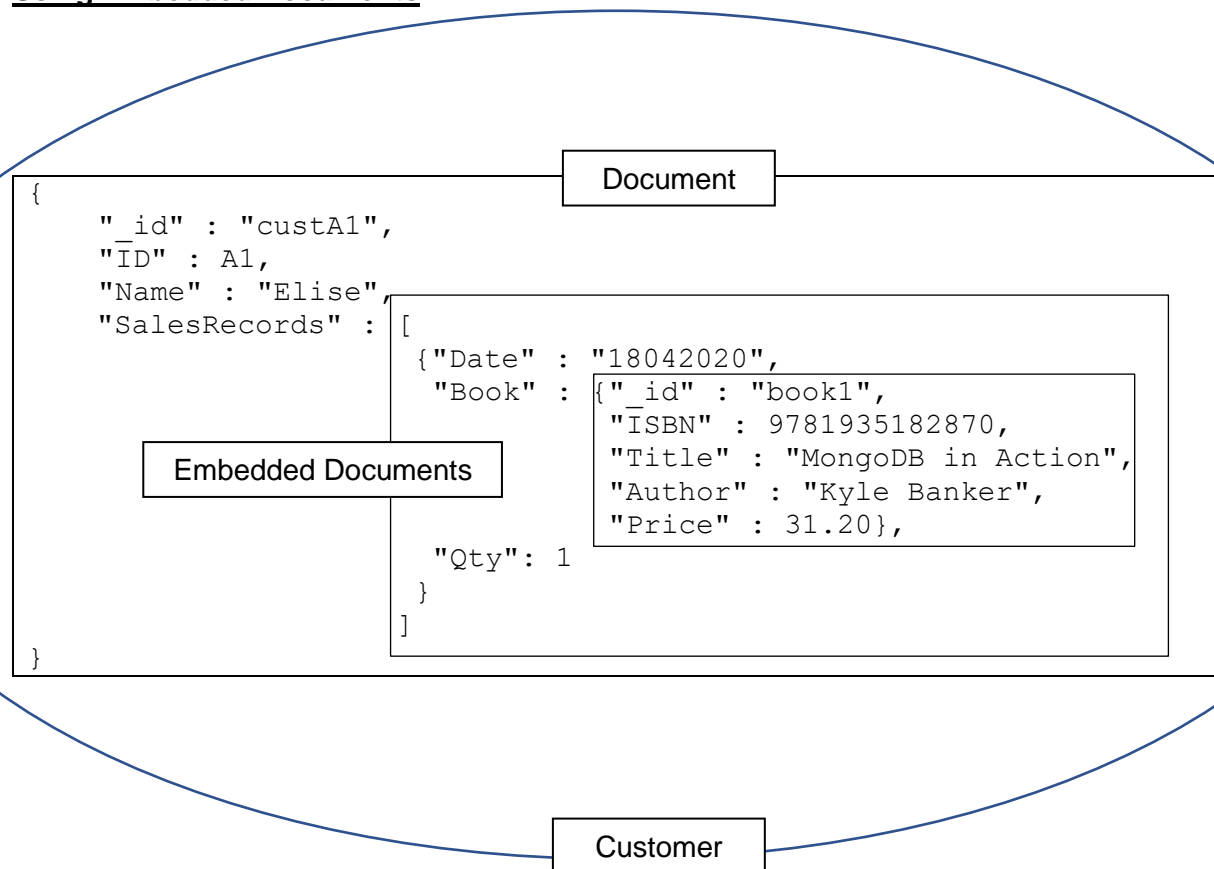 Document
{
"_id" : "custA1",
"ID" : A1,
"Name" : "Elise",
"SalesRecords" : [
{"Date" : "18042020",
"Book" : {"_id" : "book1",
"ISBN" : 9781935182870,
"Title" : "MongoDB in Action",
Embedded Documents
"Author" : "Kyle Banker",
"Price" : 31.20},
"Qty": 1
}
]
}
Customer